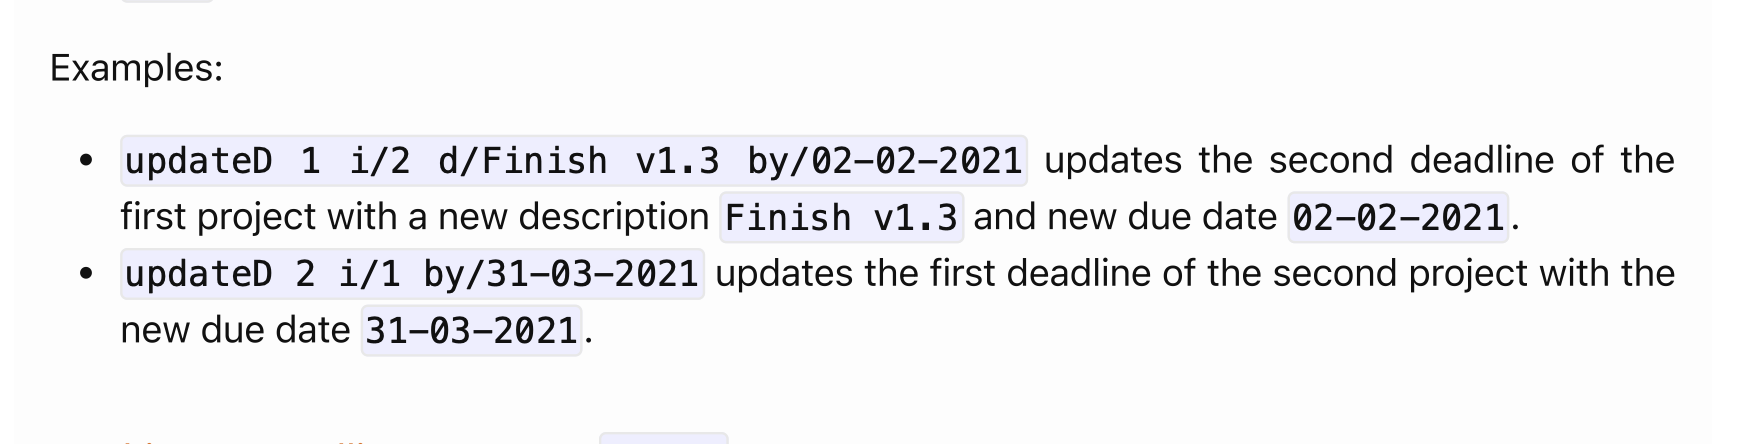 Examples:
• updateD 1 i/2 d/Finish v1.3 by/02-02-2021 updates the second deadline of the
first project with a new description Finish v1.3 and new due date 02-02-2021.
• updateD 2 i/1 by/31-03-2021 updates the first deadline of the second project with the
new due date 31-03-2021.